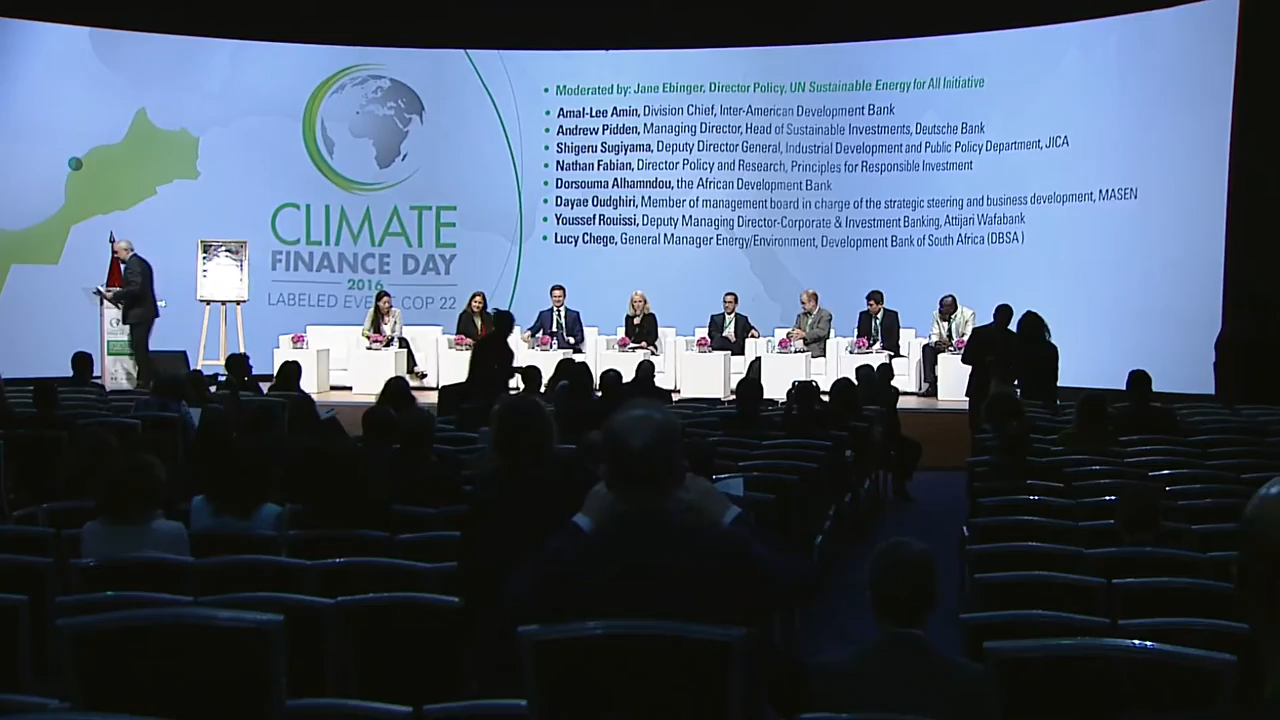 CLIMATE
FINANCE DAY
2016
LABELED EVENT COP 22
• Moderated by: Jane Ebinger, Director Policy, UN Sustainable Energy for All Initiative
• Amal-Lee Amin, Division Chief, Inter-American Development Bank
• Andrew Pidden, Managing Director, Head of Sustainable Investments, Deutsche Bank
• Shigeru Sugiyama, Deputy Director General, Industrial Development and Public Policy Department, JICA
• Nathan Fabian, Director Policy and Research, Principles for Responsible Investment
• Dorsouma Alhamndou, the African Development Bank
• Dayae Oudghiri, Member of management board in charge of the strategic steering and business development, MASEN
• Youssef Rouissi, Deputy Managing Director-Corporate & Investment Banking, Attijari Wafabank
• Lucy Chege, General Manager Energy/Environment, Development Bank of South Africa (DBSA )